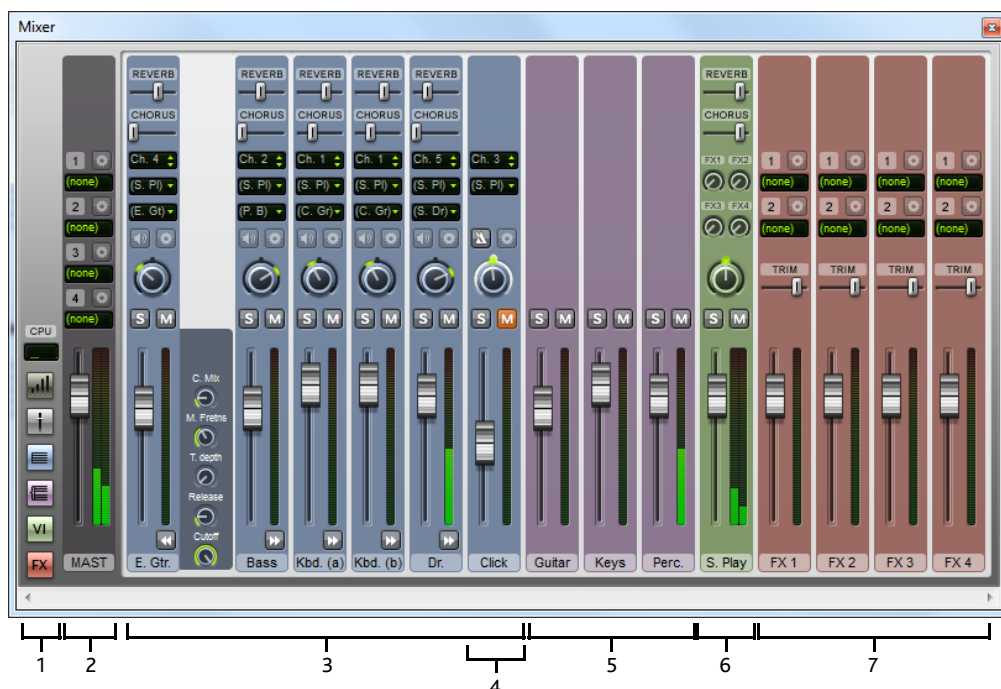 Mixer
REVERB REVERB REVERB REVERB REVERB REVERB
CHORUS CHORUS CHORUS CHORUS CHORUS CHORUS
1 Ch. 4 Ch. 2 Ch. 1 Ch. 1 Ch. 5 Ch. 3 FX1 FX2 1 1 1 1
(none) (S. Pl) (S. Pl) (S. Pl) (S. Pl) (S. Pl) (S. Pl) (none) (none) (none) (none)
2 (E. Gt) (P. B) (C. Gr) (C. Gr) (S. Dr) FX3 FX4 2 2 2 2
(none) (none) (none) (none) (none)
3
(none) TRIM TRIM TRIM TRIM
4
(none) S M S M S M S M S M S M S M S M S M S M
CPU
C. Mix
M. Fretns
T. depth
Release
Cutoff
VI
FX MAST E. Gtr. Bass Kbd. (a) Kbd. (b) Dr. Click Guitar Keys Perc. S. Play FX 1 FX 2 FX 3 FX 4
1 2 3 5 6 7
4